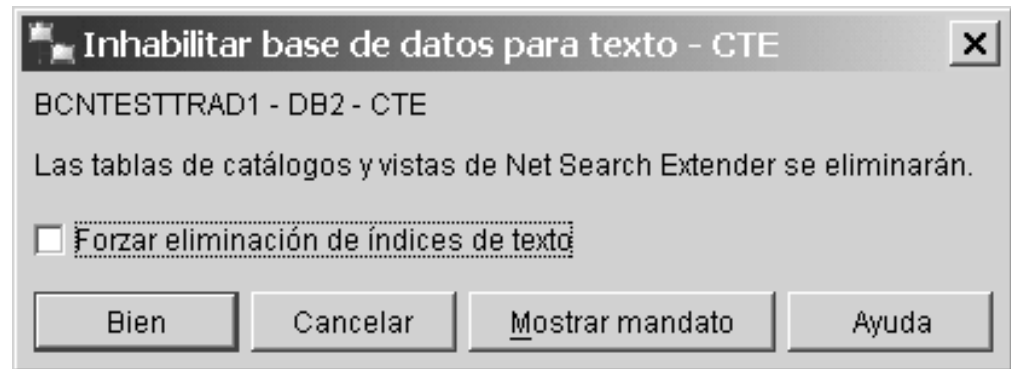 Inhabilitar base de datos para texto - CTE
BCNTESTTRAD1 - DB2 - CTE
Las tablas de catálogos y vistas de Net Search Extender se eliminarán.
Forzar eliminación de índices de texto
Bien Cancelar Mostrar mandato Ayuda